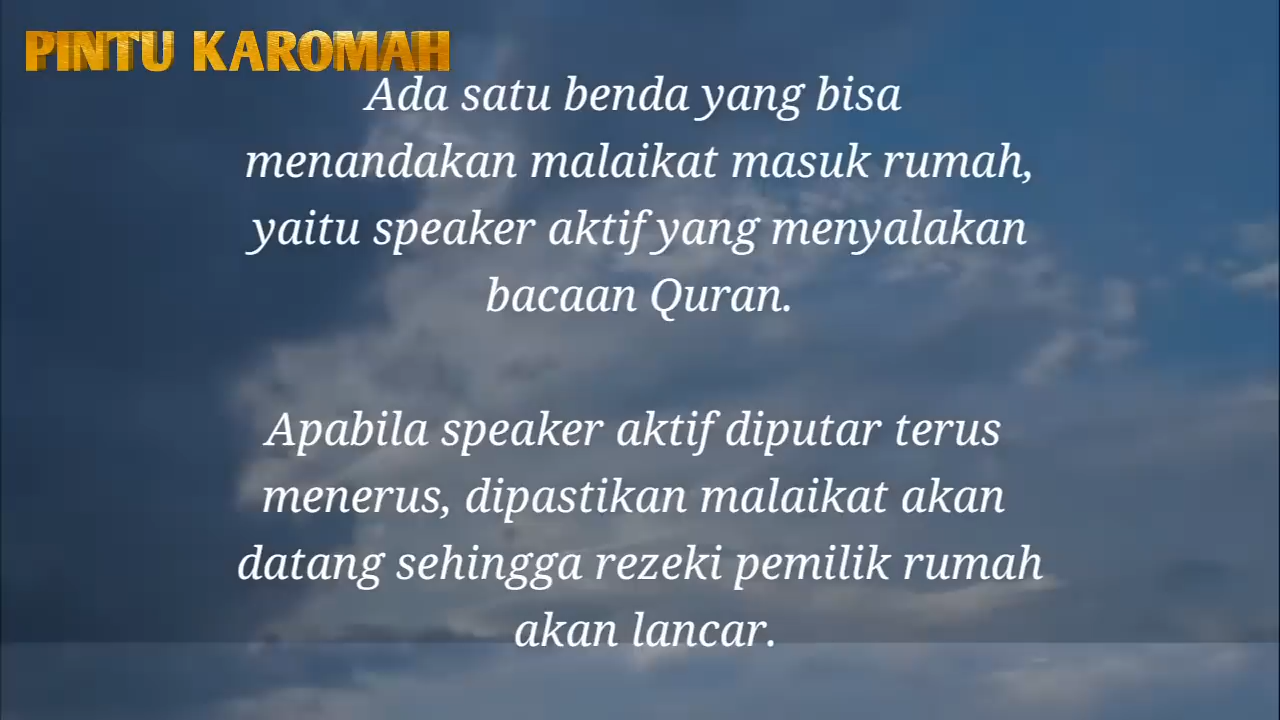 PINTU KAROMAH
Ada satu benda yang bisa
menandakan malaikat masuk rumah,
yaitu speaker aktif yang menyalakan
bacaan Quran.
Apabila speaker aktif diputar terus
menerus, dipastikan malaikat akan
datang sehingga rezeki pemilik rumah
akan lancar.